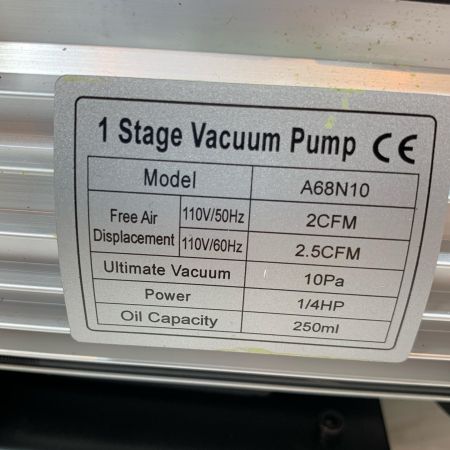 1 Stage Vacuum Pump CE
Model A68N10
Free Air Displacement 110V/50Hz 2CFM
110V/60Hz 2.5CFM
Ultimate Vacuum 10Pa
Power 1/4HP
Oil Capacity 250ml